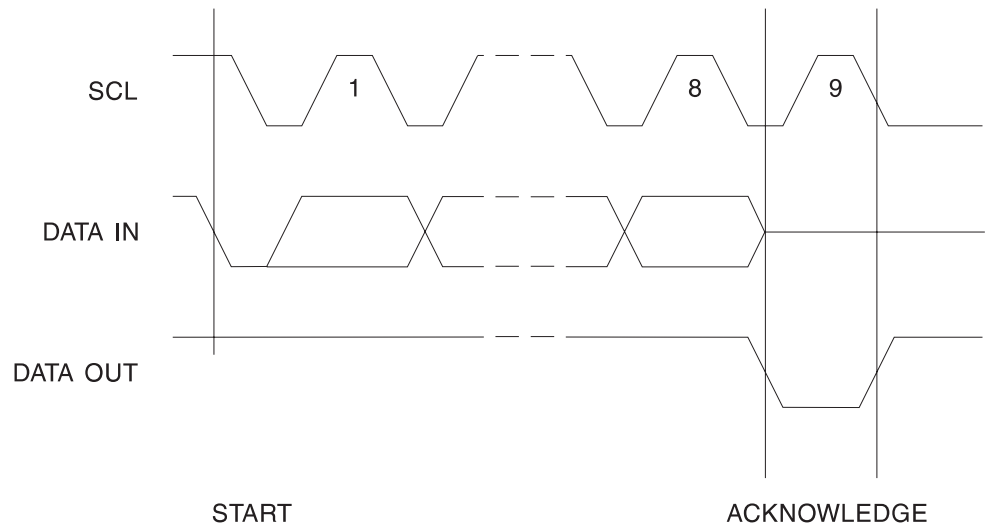 SCL
1
8
9
DATA IN
DATA OUT
START
ACKNOWLEDGE